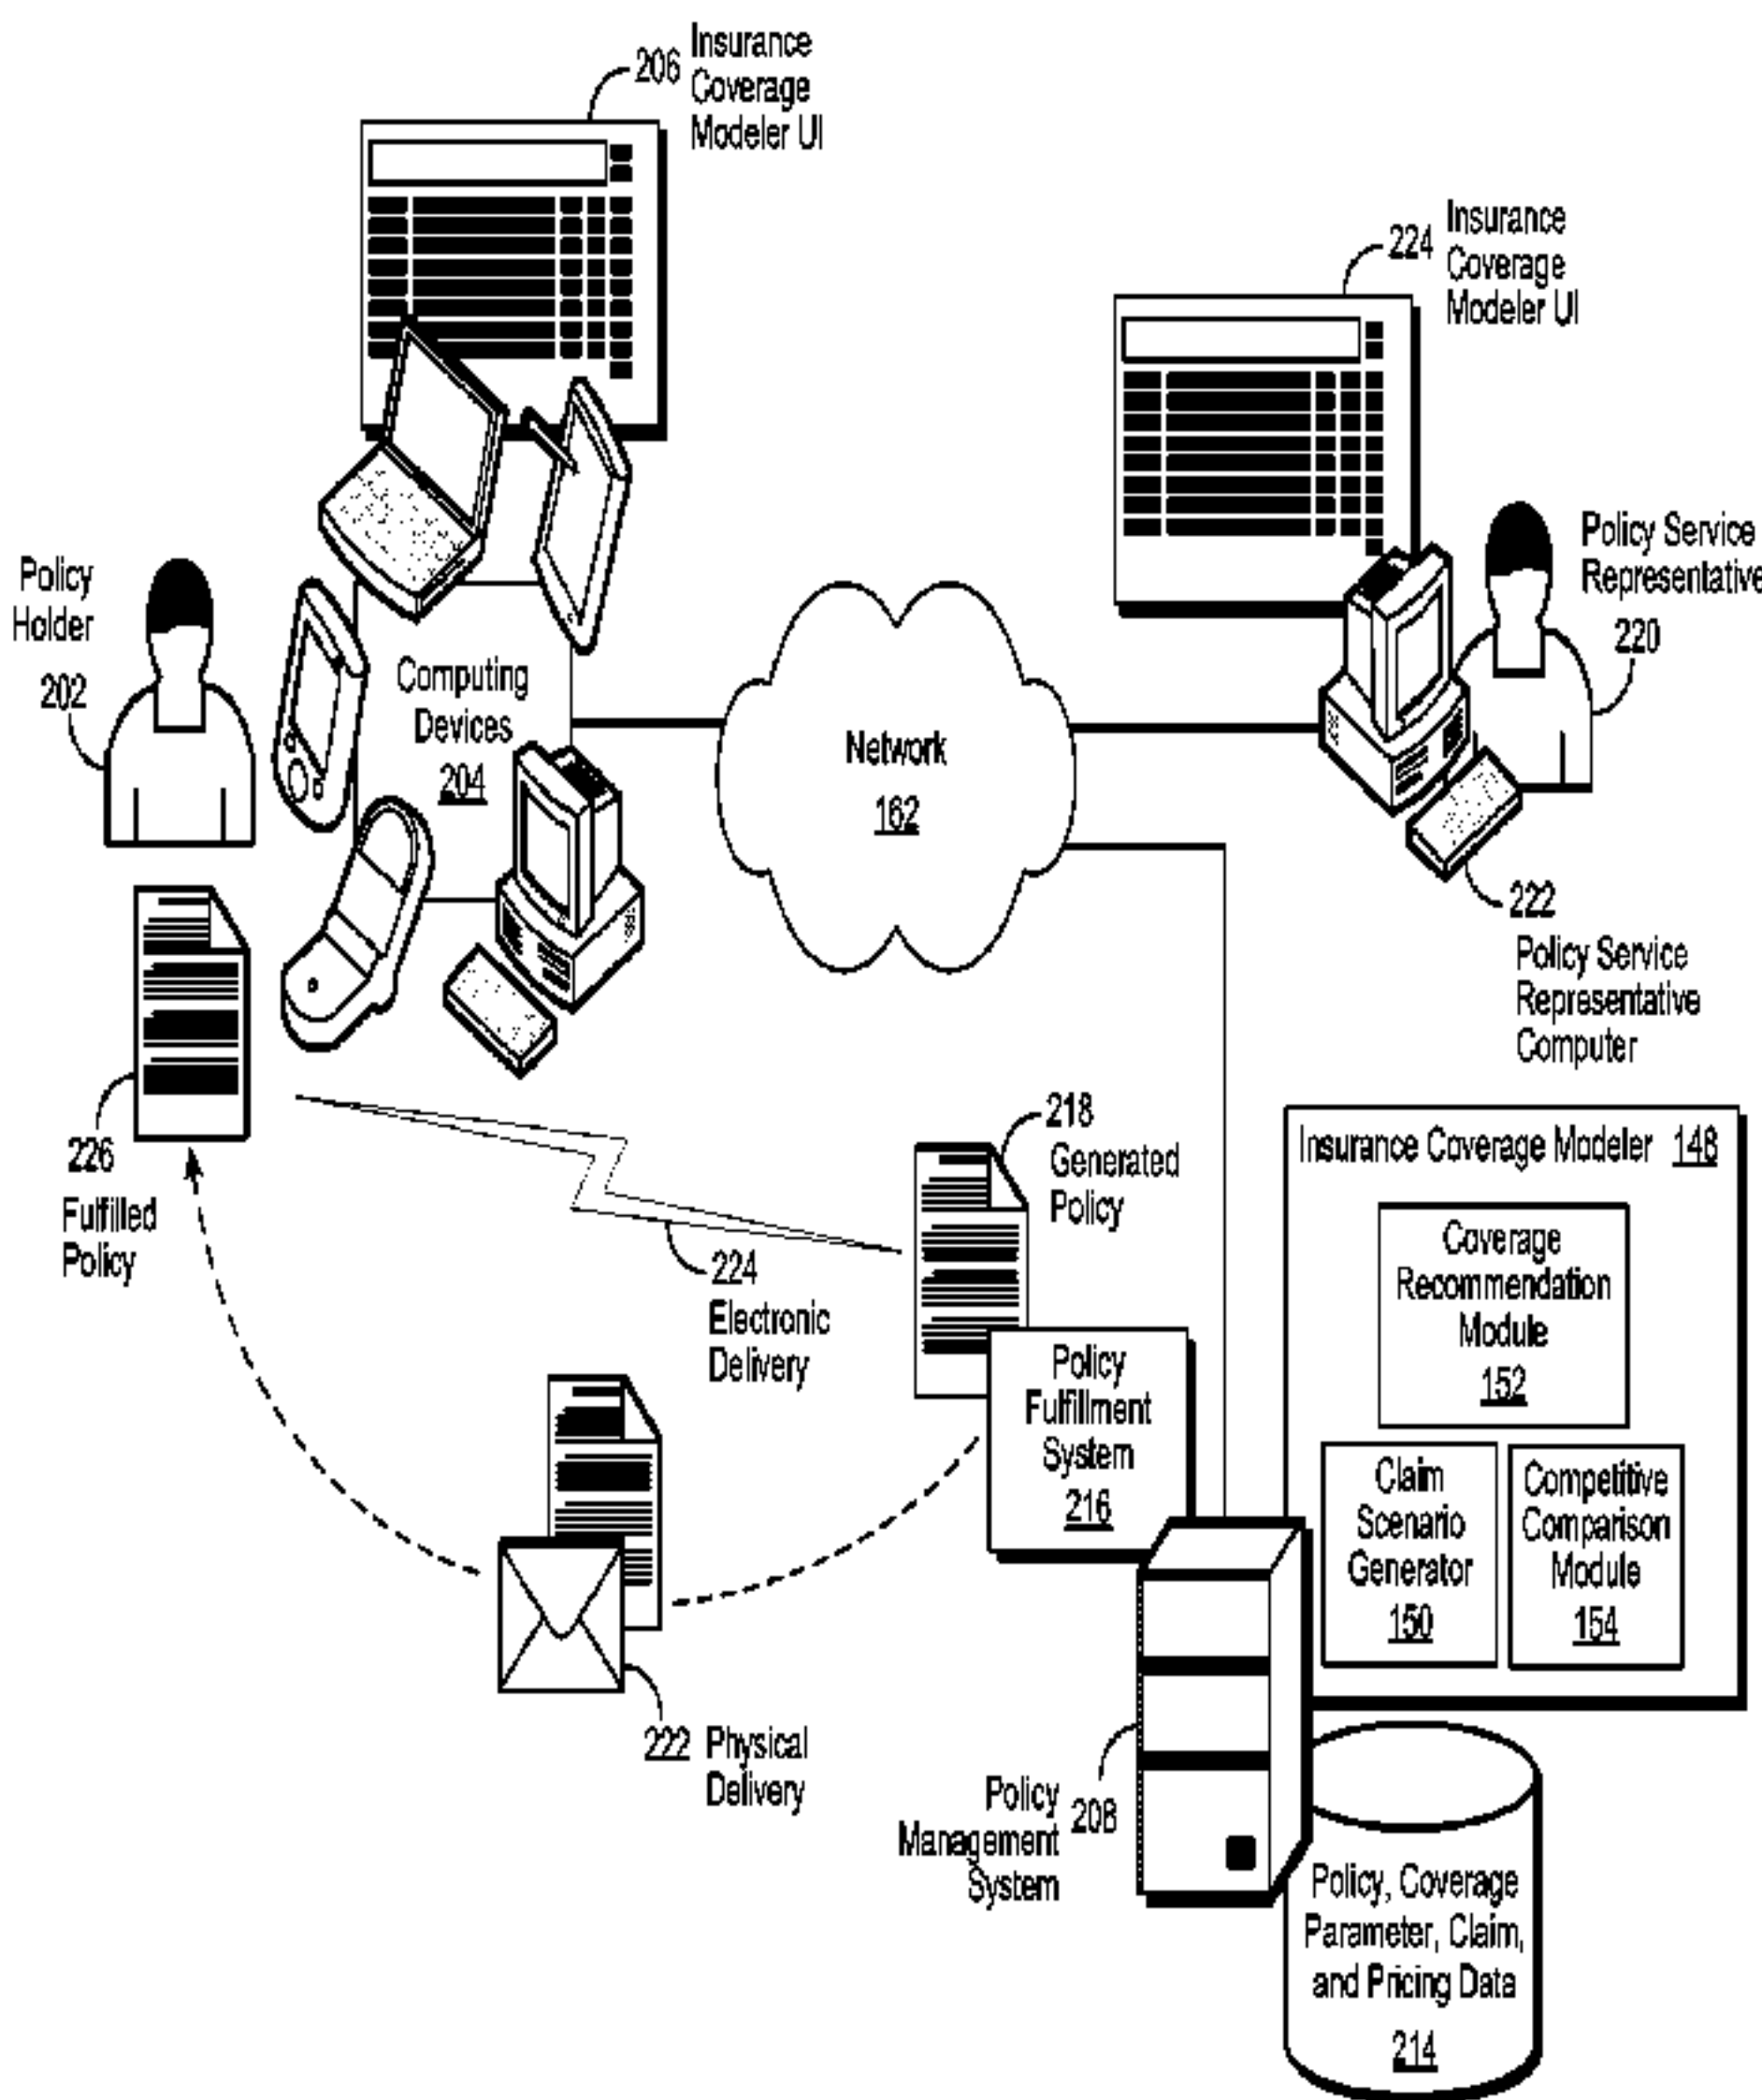 206 Insurance
Coverage
Modeler UI
224 Insurance
Coverage
Modeler UI
Policy
Holder
202
Computing
Devices
204
Network
162
Policy Service
Representative
220
222
Policy Service
Representative
Computer
226
Fulfilled
Policy
218
Generated
Policy
224
Electronic
Delivery
Policy
Fulfillment
System
216
Insurance Coverage Modeler 148
Coverage
Recommendation
Module
152
Claim
Scenario
Generator
150
Competitive
Comparison
Module
154
222 Physical
Delivery
Policy
Management
System
208
Policy, Coverage
Parameter, Claim,
and Pricing Data
214